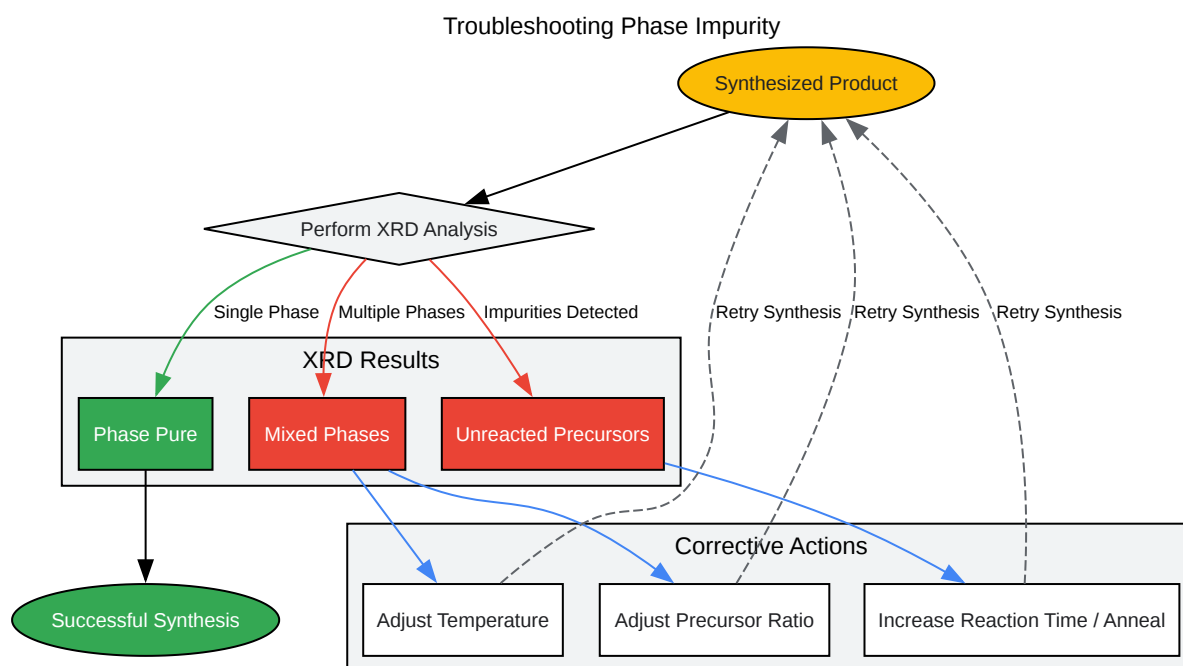 Troubleshooting Phase Impurity
Synthesized Product
Perform XRD Analysis
Single Phase
Multiple Phases
Impurities Detected
Retry Synthesis
Retry Synthesis
Retry Synthesis
XRD Results
Phase Pure
Mixed Phases
Unreacted Precursors
Corrective Actions
Successful Synthesis
Adjust Temperature
Adjust Precursor Ratio
Increase Reaction Time / Anneal